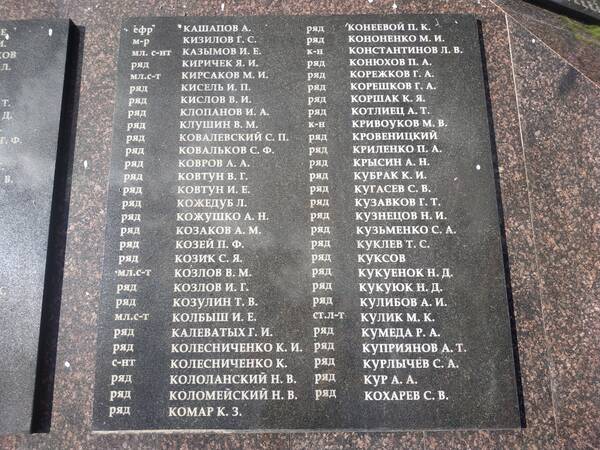 ефр КАШАПОВ А.
м-р КИЗИЛОВ Г. С.
мл. с-нт КАЗЫМОВ И. Е.
ряд КИРИЧЕК Я. И.
мл.с-т КИРСАКОВ М. И.
ряд КИСЕЛЬ И. П.
ряд КИСЛОВ В. И.
ряд КЛОПАНОВ И. А.
ряд КЛУШИН В. М.
ряд КОВАЛЕВСКИЙ С. П.
ряд КОВАЛЬКОВ С. Ф.
ряд КОВРОВ А. А.
ряд КОВТУН В. Г.
ряд КОВТУН И. Е.
ряд КОЖЕДУБ Л.
ряд КОЖУШКО А. Н.
ряд КОЗАКОВ А. М.
ряд КОЗЕЙ П. Ф.
ряд КОЗИК С. Я.
мл.с-т КОЗЛОВ В. М.
ряд КОЗЛОВ И. Г.
ряд КОЗУЛИН Т. В.
мл.с-т КОЛБЫШ И. Е.
ряд КАЛЕВАТЫХ Г. И.
ряд КОЛЕСНИЧЕНКО К. И.
с-нт КОЛЕСНИЧЕНКО К.
ряд КОЛОЛАНСКИЙ Н. В.
ряд КОЛОМЕЙСКИЙ Н. В.
ряд КОМАР К. З.
ряд КОНЕЕВОЙ П. К.
ряд КОНОНЕНКО М. И.
к-н КОНСТАНТИНОВ Л. В.
ряд КОНЮХОВ П. А.
ряд КОРЕЖКОВ Г. А.
ряд КОРЕШКОВ Г. А.
ряд КОРШАК К. Я.
ряд КОТЛИЕЦ А. Т.
к-н КРИВОУКОВ М. В.
ряд КРОВЕНИЦКИЙ
ряд КРИЛЕНКО П. А.
ряд КРЫСИН А. Н.
ряд КУБРАК К. И.
ряд КУГАСЕВ С. В.
ряд КУЗАВКОВ Г. Т.
ряд КУЗНЕЦОВ Н. И.
ряд КУЗЬМЕНКО С. А.
ряд КУКЛЕВ Т. С.
ряд КУКСОВ
ряд КУКУЕНОК Н. Д.
ряд КУКУЮК Н. Д.
ряд КУЛИБОВ А. И.
ст.л-т КУЛИК М. К.
ряд КУМЕДА Р. А.
ряд КУПРИЯНОВ А. Т.
ряд КУРЛЫЧЕВ С. А.
ряд КУР А. А.
ряд КОХАРЕВ С. В.